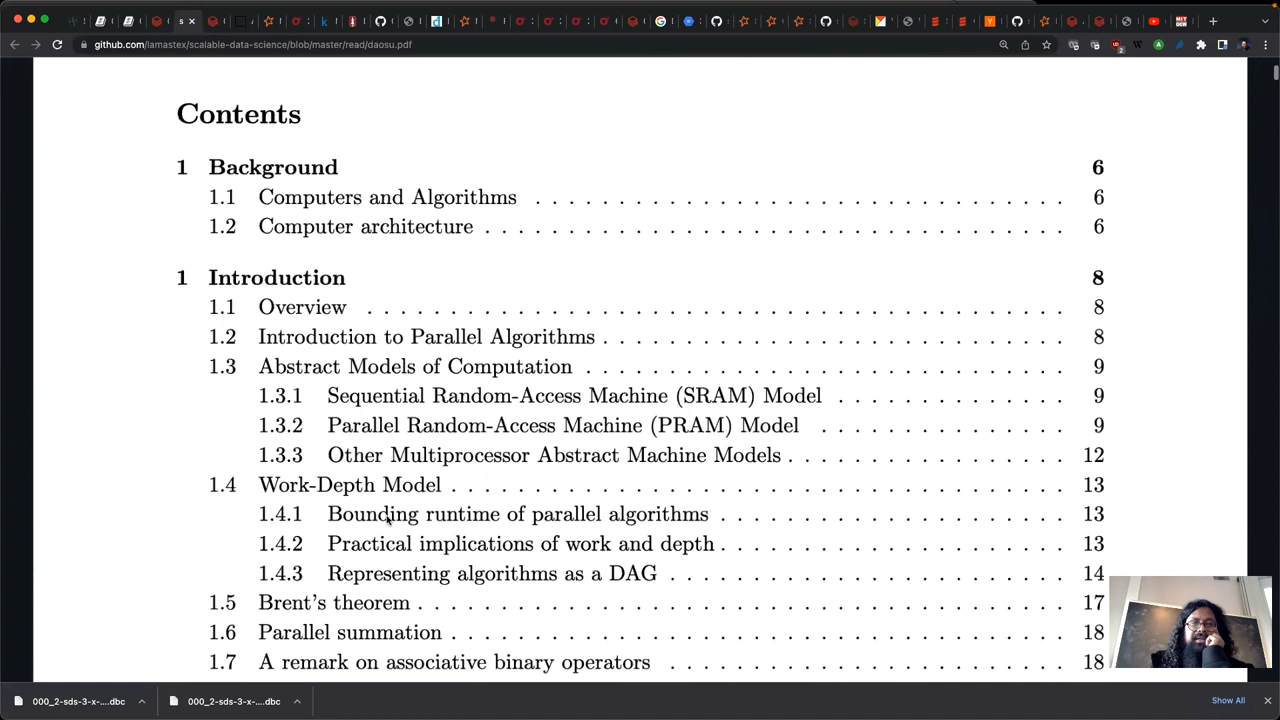 github.com/lamastex/scalable-data-science/blob/master/read/daosu.pdf
Contents
1 Background 6
1.1 Computers and Algorithms . . . . . . . . . . . . . . . . . . . . . . . . 6
1.2 Computer architecture . . . . . . . . . . . . . . . . . . . . . . . . . . 6
1 Introduction 8
1.1 Overview . . . . . . . . . . . . . . . . . . . . . . . . . . . . . . . 8
1.2 Introduction to Parallel Algorithms . . . . . . . . . . . . . . . . . . . . . 8
1.3 Abstract Models of Computation . . . . . . . . . . . . . . . . . . . . . . 9
1.3.1 Sequential Random-Access Machine (SRAM) Model . . . . . . . . . . 9
1.3.2 Parallel Random-Access Machine (PRAM) Model . . . . . . . . . . . 9
1.3.3 Other Multiprocessor Abstract Machine Models . . . . . . . . . . . . . 12
1.4 Work-Depth Model . . . . . . . . . . . . . . . . . . . . . . . . . . . . 13
1.4.1 Bounding runtime of parallel algorithms . . . . . . . . . . . . . . . . 13
1.4.2 Practical implications of work and depth . . . . . . . . . . . . . . . . 13
1.4.3 Representing algorithms as a DAG . . . . . . . . . . . . . . . . . . 14
1.5 Brent's theorem . . . . . . . . . . . . . . . . . . . . . . . . . . . . . 17
1.6 Parallel summation . . . . . . . . . . . . . . . . . . . . . . . . . . . . 18
1.7 A remark on associative binary operators . . . . . . . . . . . . . . . . . . 18
000_2-sds-3-x-....dbc 000_2-sds-3-x-....dbc Show All